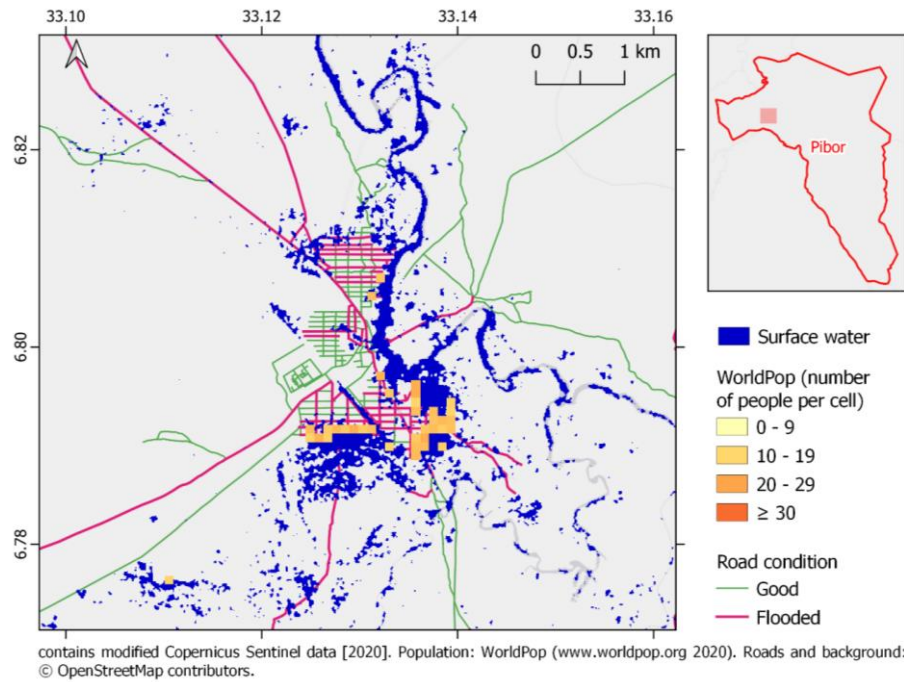 33.10 33.12 33.14 33.16
0 0.5 1 km
6.82
6.80
6.78
Pibor
Surface water
WorldPop (number
of people per cell)
0 - 9
10 - 19
20 - 29
≥ 30
Road condition
Good
Flooded
contains modified Copernicus Sentinel data [2020]. Population: WorldPop (www.worldpop.org 2020). Roads and background:
© OpenStreetMap contributors.